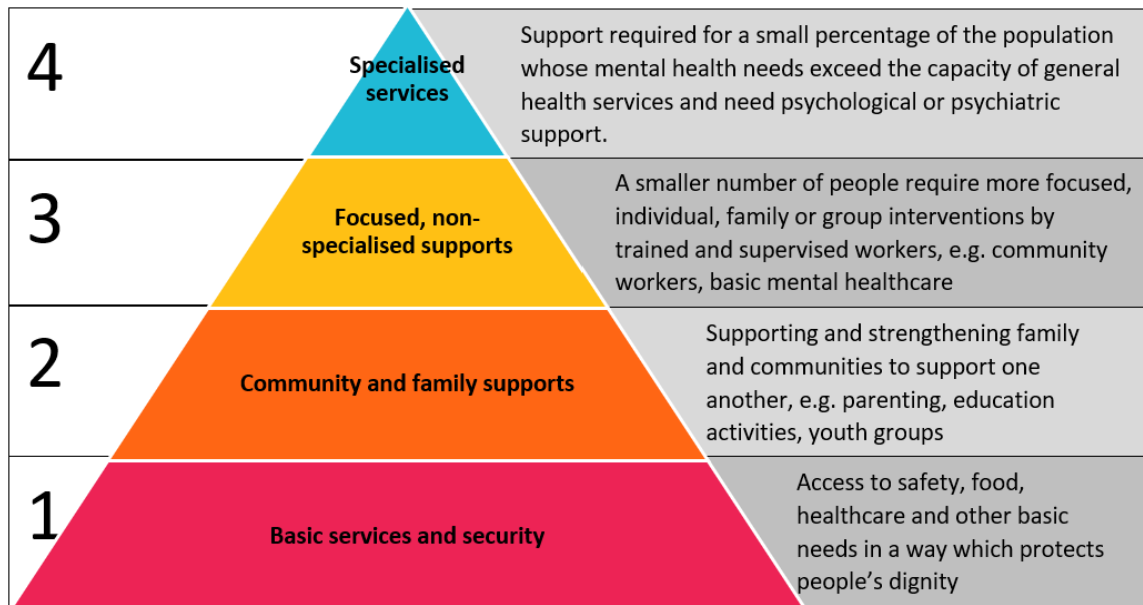 4
Specialised
services
Support required for a small percentage of the population
whose mental health needs exceed the capacity of general
health services and need psychological or psychiatric
support.
3
Focused, non-
specialised supports
A smaller number of people require more focused,
individual, family or group interventions by
trained and supervised workers, e.g. community
workers, basic mental healthcare
2
Community and family supports
Supporting and strengthening family
and communities to support one
another, e.g. parenting, education
activities, youth groups
1
Basic services and security
Access to safety, food,
healthcare and other basic
needs in a way which protects
people's dignity